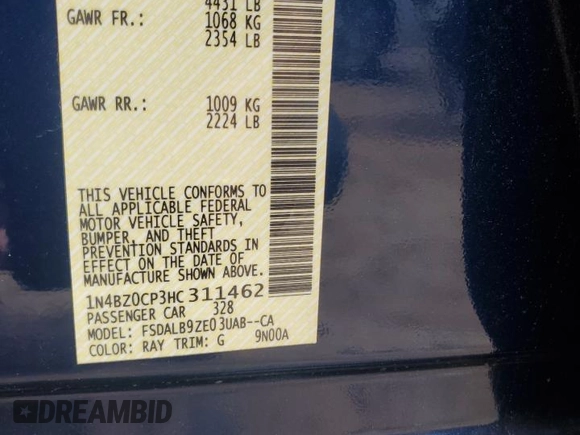 4431 LB
GAWR FR.: 1068 KG
2354 LB
GAWR RR.: 1009 KG
2224 LB
THIS VEHICLE CONFORMS TO
ALL APPLICABLE FEDERAL
MOTOR VEHICLE SAFETY,
BUMPER, AND THEFT
PREVENTION STANDARDS IN
EFFECT ON THE DATE OF
MANUFACTURE SHOWN ABOVE.
1N4BZ0CP3HC 311462
PASSENGER CAR 328
MODEL: FSDALB9ZE03UAB--CA
COLOR: RAY TRIM: G 9N00A
DREAMBID